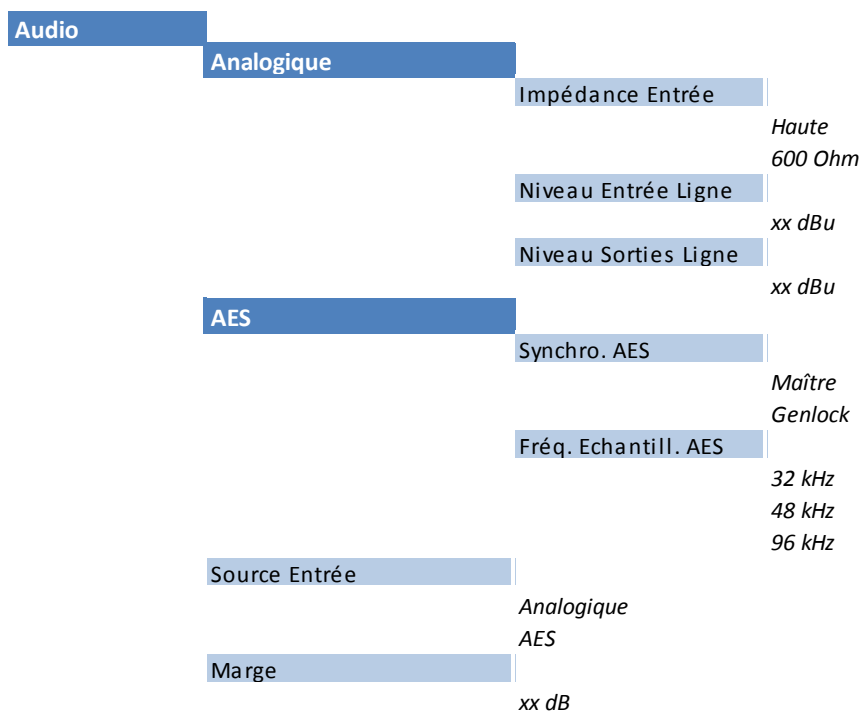 Audio
Analogique
Impédance Entrée
Haute
600 Ohm
Niveau Entrée Ligne
xx dBu
Niveau Sorties Ligne
xx dBu
AES
Synchro. AES
Maître
Genlock
Fréq. Echantill. AES
32 kHz
48 kHz
96 kHz
Source Entrée
Analogique
AES
Marge
xx dB